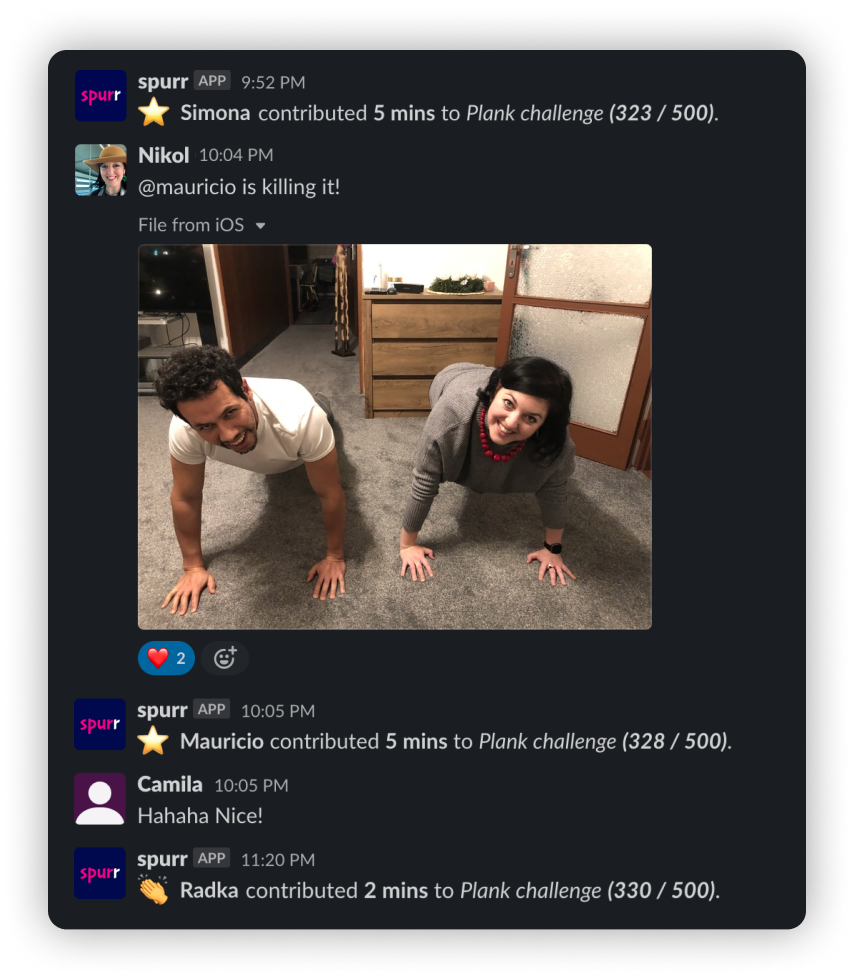 spurr
spurr APP 9:52 PM
Simona contributed 5 mins to Plank challenge (323 / 500).
Nikol 10:04 PM
@mauricio is killing it!
File from iOS
2
spurr
spurr APP 10:05 PM
Mauricio contributed 5 mins to Plank challenge (328 / 500).
Camila 10:05 PM
Hahaha Nice!
spurr
spurr APP 11:20 PM
Radka contributed 2 mins to Plank challenge (330 / 500).